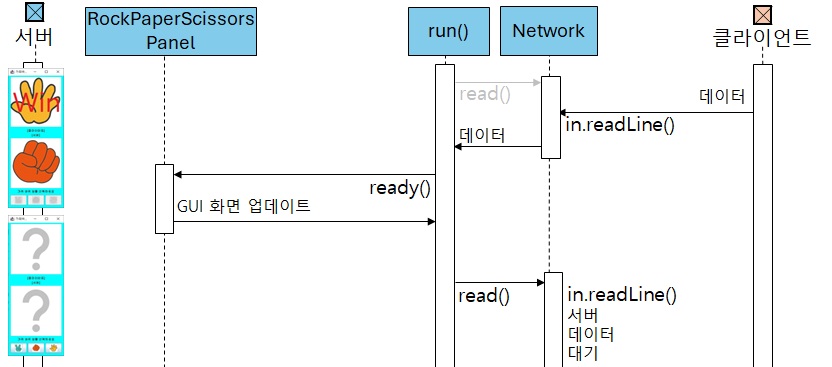 서버
RockPaperScissors
Panel
run()
Network
클라이언트
read()
데이터
in.readLine()
데이터
ready()
GUI 화면 업데이트
read()
in.readLine()
서버
데이터
대기
Win
?
?